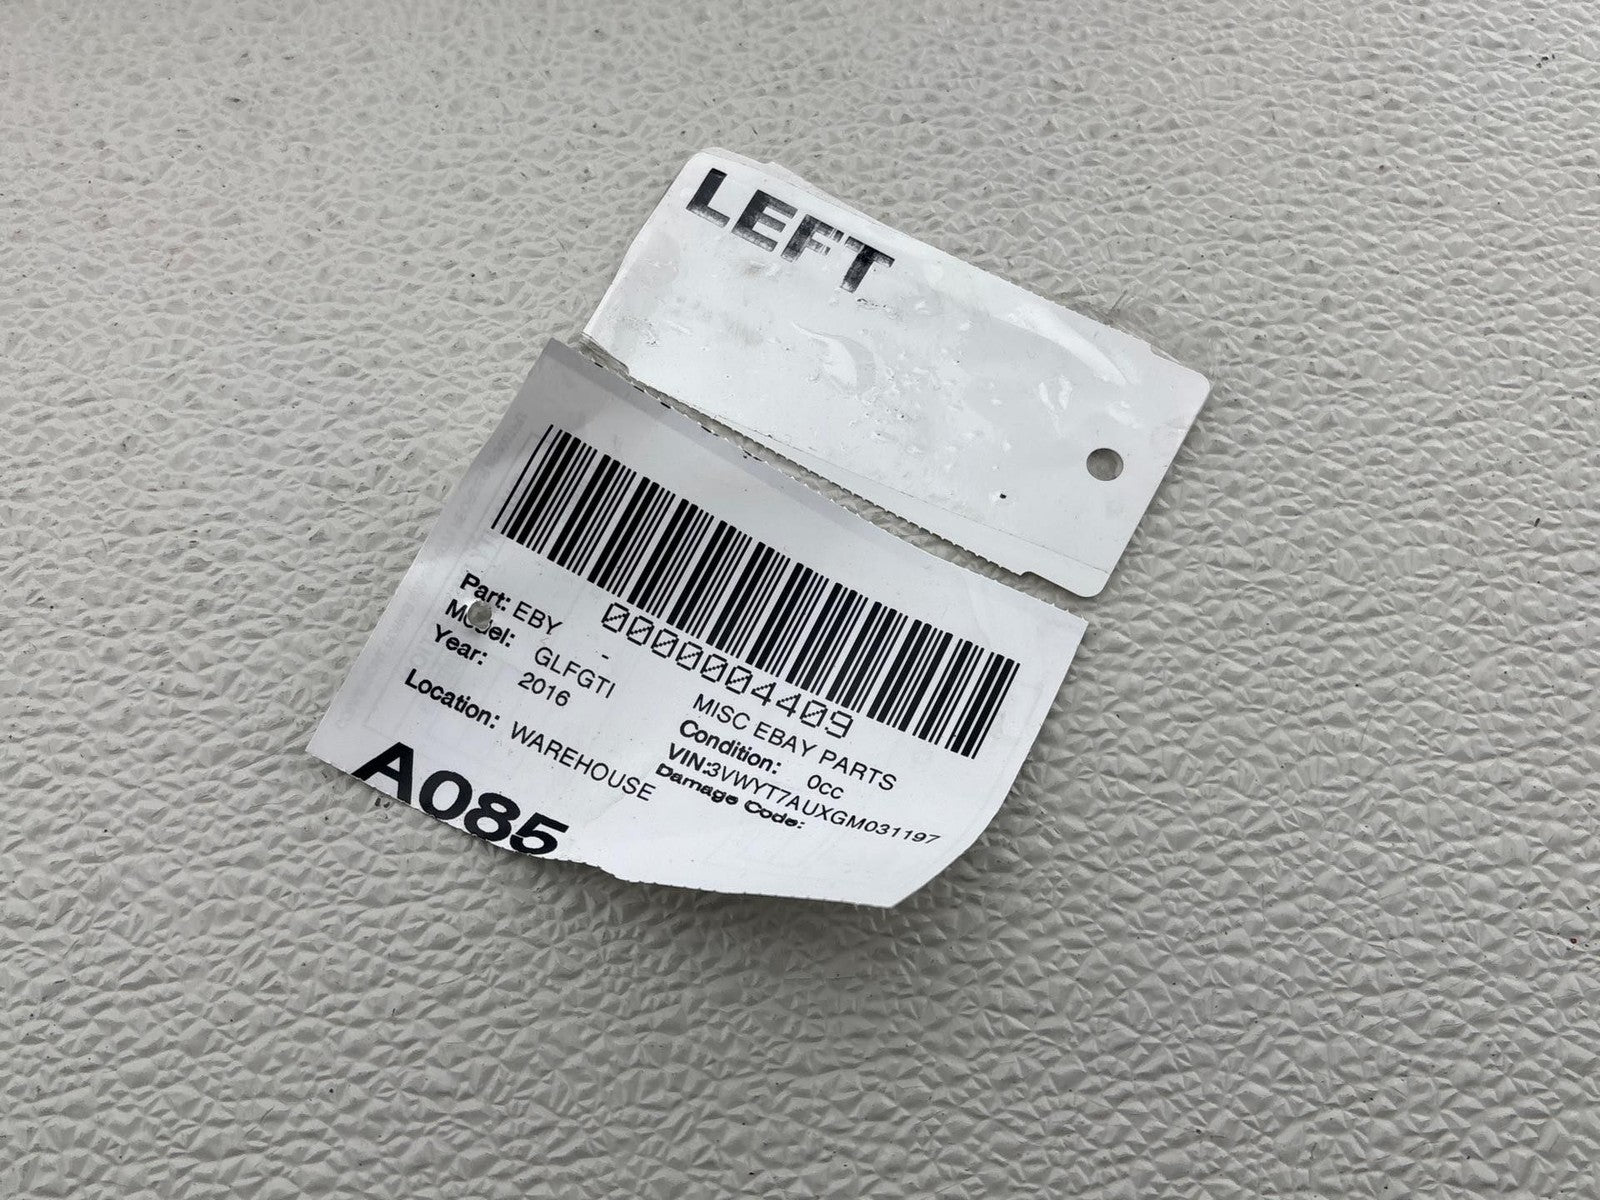 LEFT
0000004409
Part: EBY - MISC EBAY PARTS
Model: GLFGTI Condition: 0cc
Year: 2016 VIN:3VWYT7AUXGM031197
Damage Code:
Location: WAREHOUSE
A085